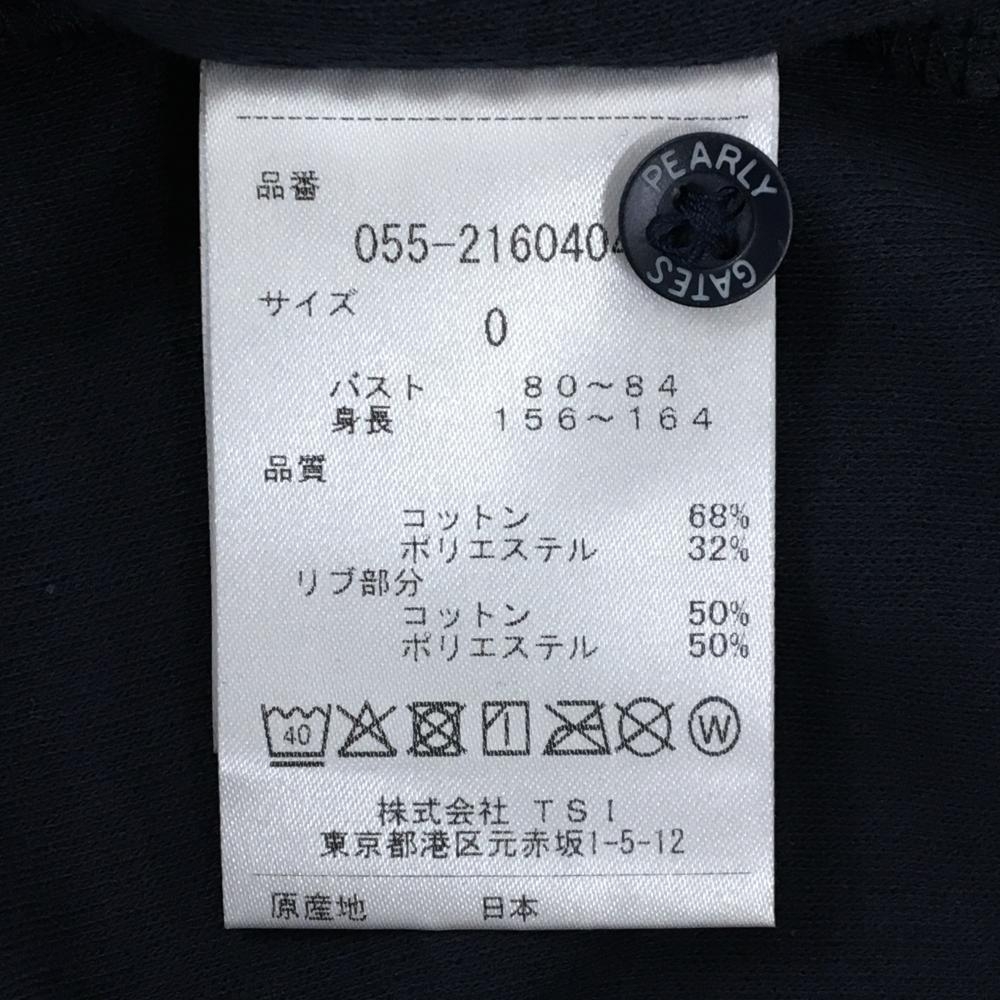 品番
055-216040
PEARLY
GATES
サイズ
0
バスト 80～84
身長 156～164
品質
コットン 68%
ポリエステル 32%
リブ部分
コットン 50%
ポリエステル 50%
40
W
株式会社 TSI
東京都港区元赤坂1-5-12
原産地 日本